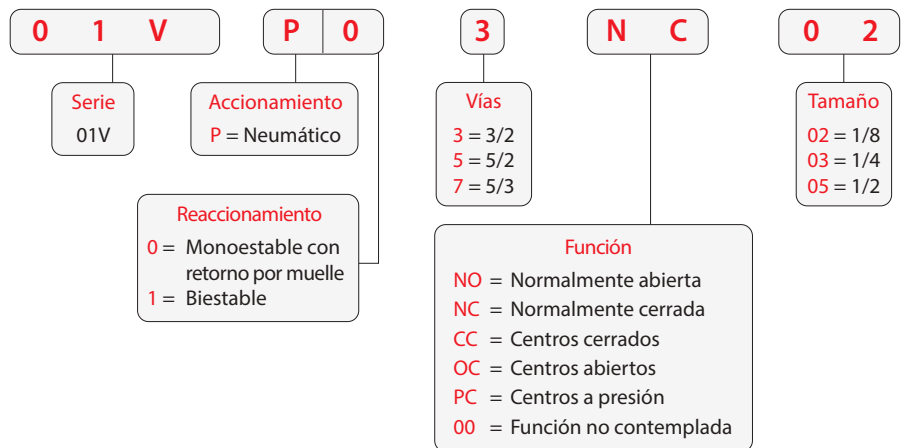 0 1 V P 0 3 N C 0 2
Serie
01V
Accionamiento
P = Neumático
Vías
3 = 3/2
5 = 5/2
7 = 5/3
Tamaño
02 = 1/8
03 = 1/4
05 = 1/2
Reaccionamiento
0 = Monoestable con
retorno por muelle
1 = Biestable
Función
NO = Normalmente abierta
NC = Normalmente cerrada
CC = Centros cerrados
OC = Centros abiertos
PC = Centros a presión
00 = Función no contemplada